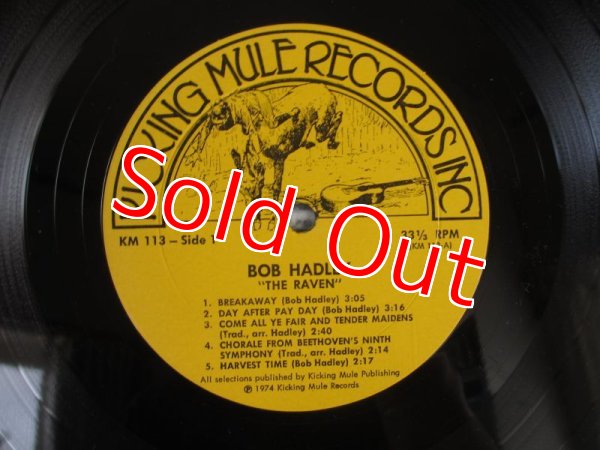 KICKING MULE RECORDS INC
KM 113 – Side 1
33⅓ RPM
Sold Out
BOB HADLEY
"THE RAVEN"
1. BREAKAWAY (Bob Hadley) 3:05
2. DAY AFTER PAY DAY (Bob Hadley) 3:16
3. COME ALL YE FAIR AND TENDER MAIDENS
(Trad., arr. Hadley) 2:40
4. CHORALE FROM BEETHOVEN'S NINTH
SYMPHONY (Trad., arr. Hadley) 2:14
5. HARVEST TIME (Bob Hadley) 2:17
All selections published by Kicking Mule Publishing
℗ 1974 Kicking Mule Records